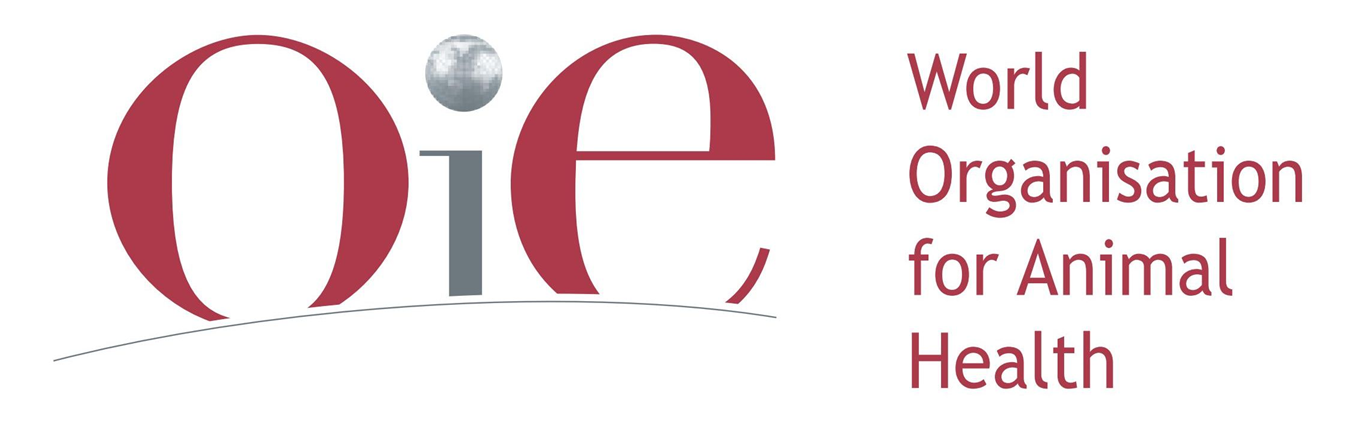 oie
World
Organisation
for Animal
Health